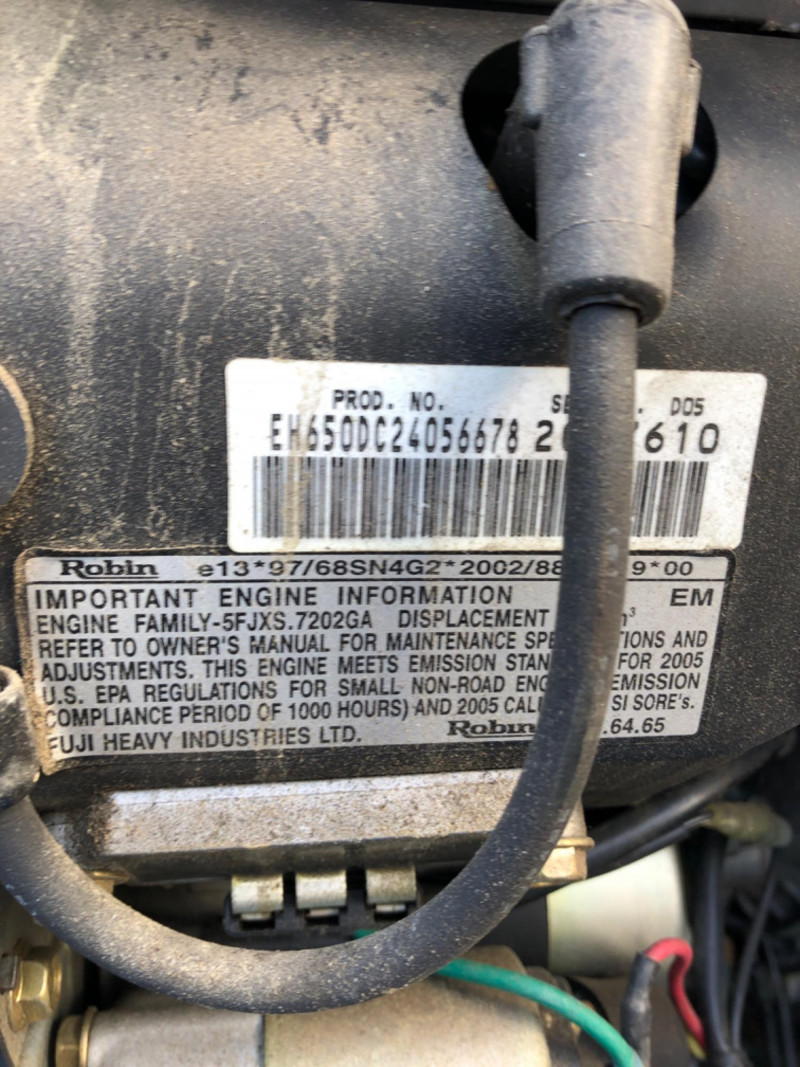 PROD. NO. D05
EH650DC24056678 610
Robin e13*97/68SN4G2*2002/88 9*00
IMPORTANT ENGINE INFORMATION EM
ENGINE FAMILY-5FJXS.7202GA DISPLACEMENT
REFER TO OWNER'S MANUAL FOR MAINTENANCE AND
ADJUSTMENTS. THIS ENGINE MEETS EMISSION FOR 2005
U.S. EPA REGULATIONS FOR SMALL NON-ROAD EMISSION
COMPLIANCE PERIOD OF 1000 HOURS) AND 2005 SI SORE's.
FUJI HEAVY INDUSTRIES LTD. Robin .64.65